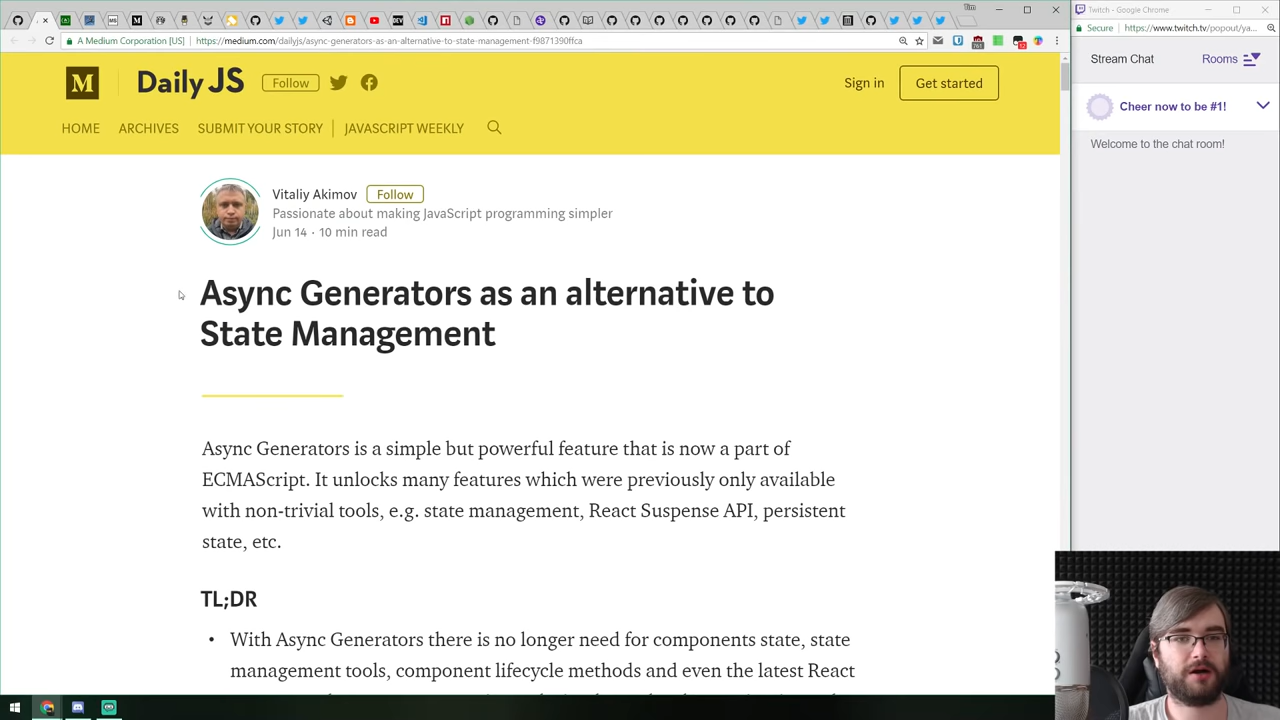 Tim
Twitch - Google Chrome
A Medium Corporation [US]
https://medium.com/dailyjs/async-generators-as-an-alternative-to-state-management-f9871390ffca
Secure
https://www.twitch.tv/popout/ya...
M
Daily JS
Follow
Sign in
Get started
HOME
ARCHIVES
SUBMIT YOUR STORY
JAVASCRIPT WEEKLY
Stream Chat
Rooms
Cheer now to be #1!
Welcome to the chat room!
Vitaliy Akimov
Follow
Passionate about making JavaScript programming simpler
Jun 14 · 10 min read
Async Generators as an alternative to
State Management
Async Generators is a simple but powerful feature that is now a part of
ECMAScript. It unlocks many features which were previously only available
with non-trivial tools, e.g. state management, React Suspense API, persistent
state, etc.
TL;DR
• With Async Generators there is no longer need for components state, state
management tools, component lifecycle methods and even the latest React